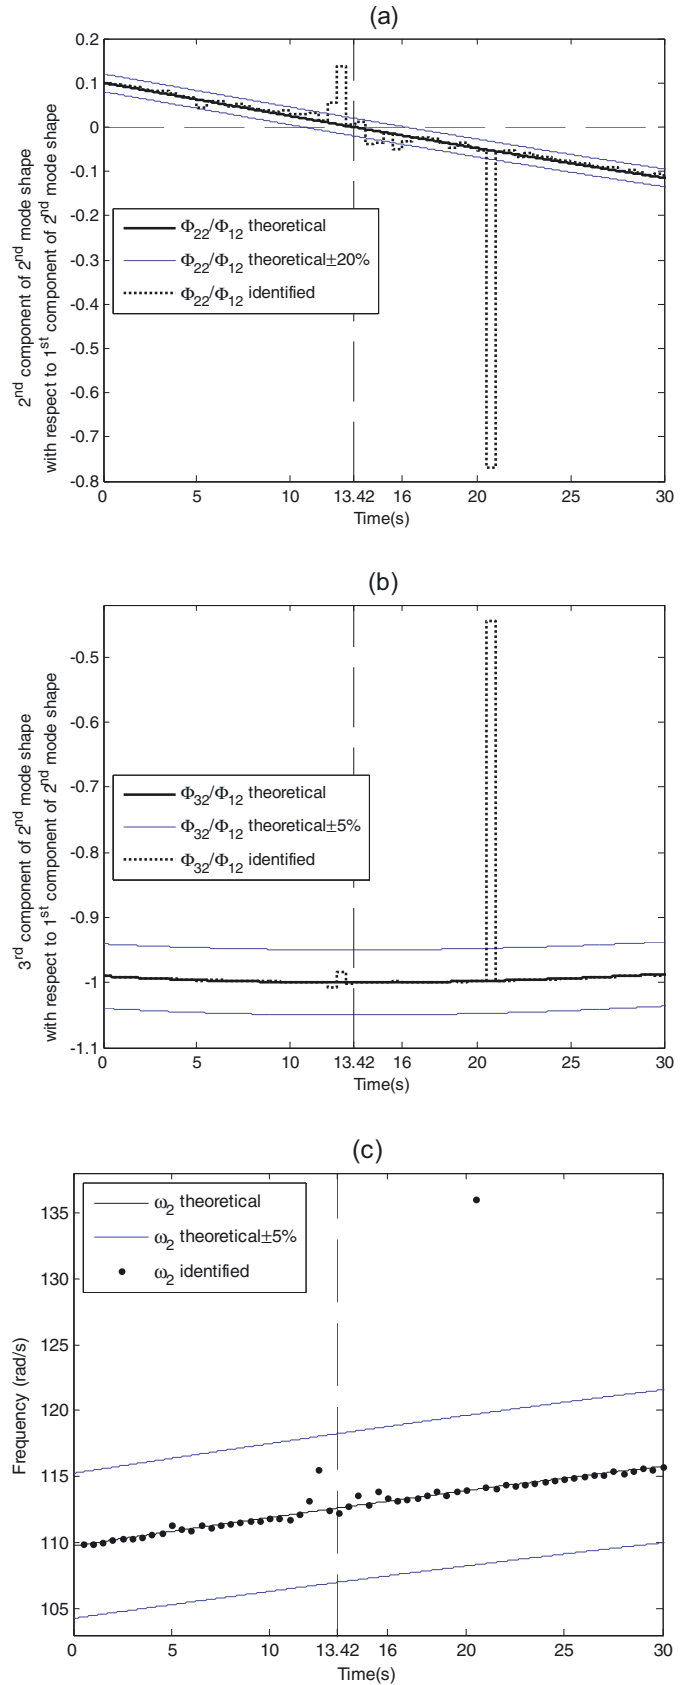 (a)
2nd component of 2nd mode shape
with respect to 1st component of 2nd mode shape
0.2
0.1
0
-0.1
-0.2
-0.3
-0.4
-0.5
-0.6
-0.7
-0.8
Φ22/Φ12 theoretical
Φ22/Φ12 theoretical±20%
Φ22/Φ12 identified
0 5 10 13.42 16 20 25 30
Time(s)
(b)
3rd component of 2nd mode shape
with respect to 1st component of 2nd mode shape
-0.5
-0.6
-0.7
-0.8
-0.9
-1
-1.1
Φ32/Φ12 theoretical
Φ32/Φ12 theoretical±5%
Φ32/Φ12 identified
0 5 10 13.42 16 20 25 30
Time(s)
(c)
Frequency (rad/s)
135
130
125
120
115
110
105
ω2 theoretical
ω2 theoretical±5%
ω2 identified
0 5 10 13.42 16 20 25 30
Time(s)